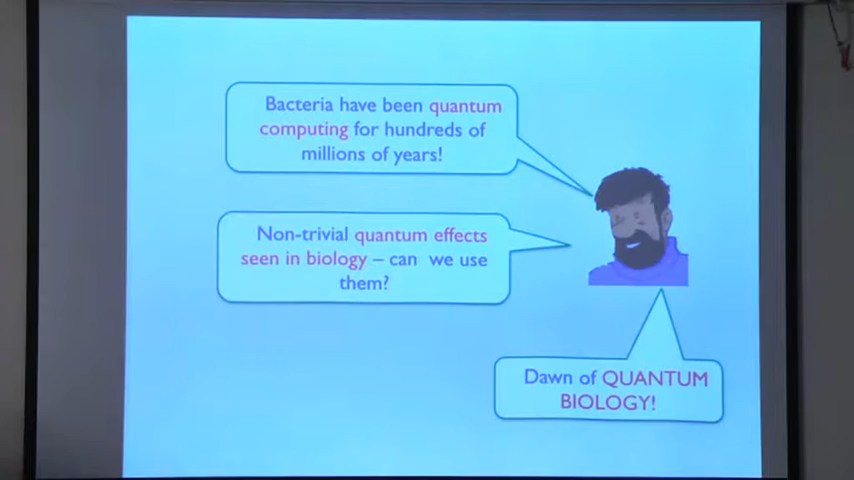 Bacteria have been quantum
computing for hundreds of
millions of years!
Non-trivial quantum effects
seen in biology – can we use
them?
Dawn of QUANTUM
BIOLOGY!